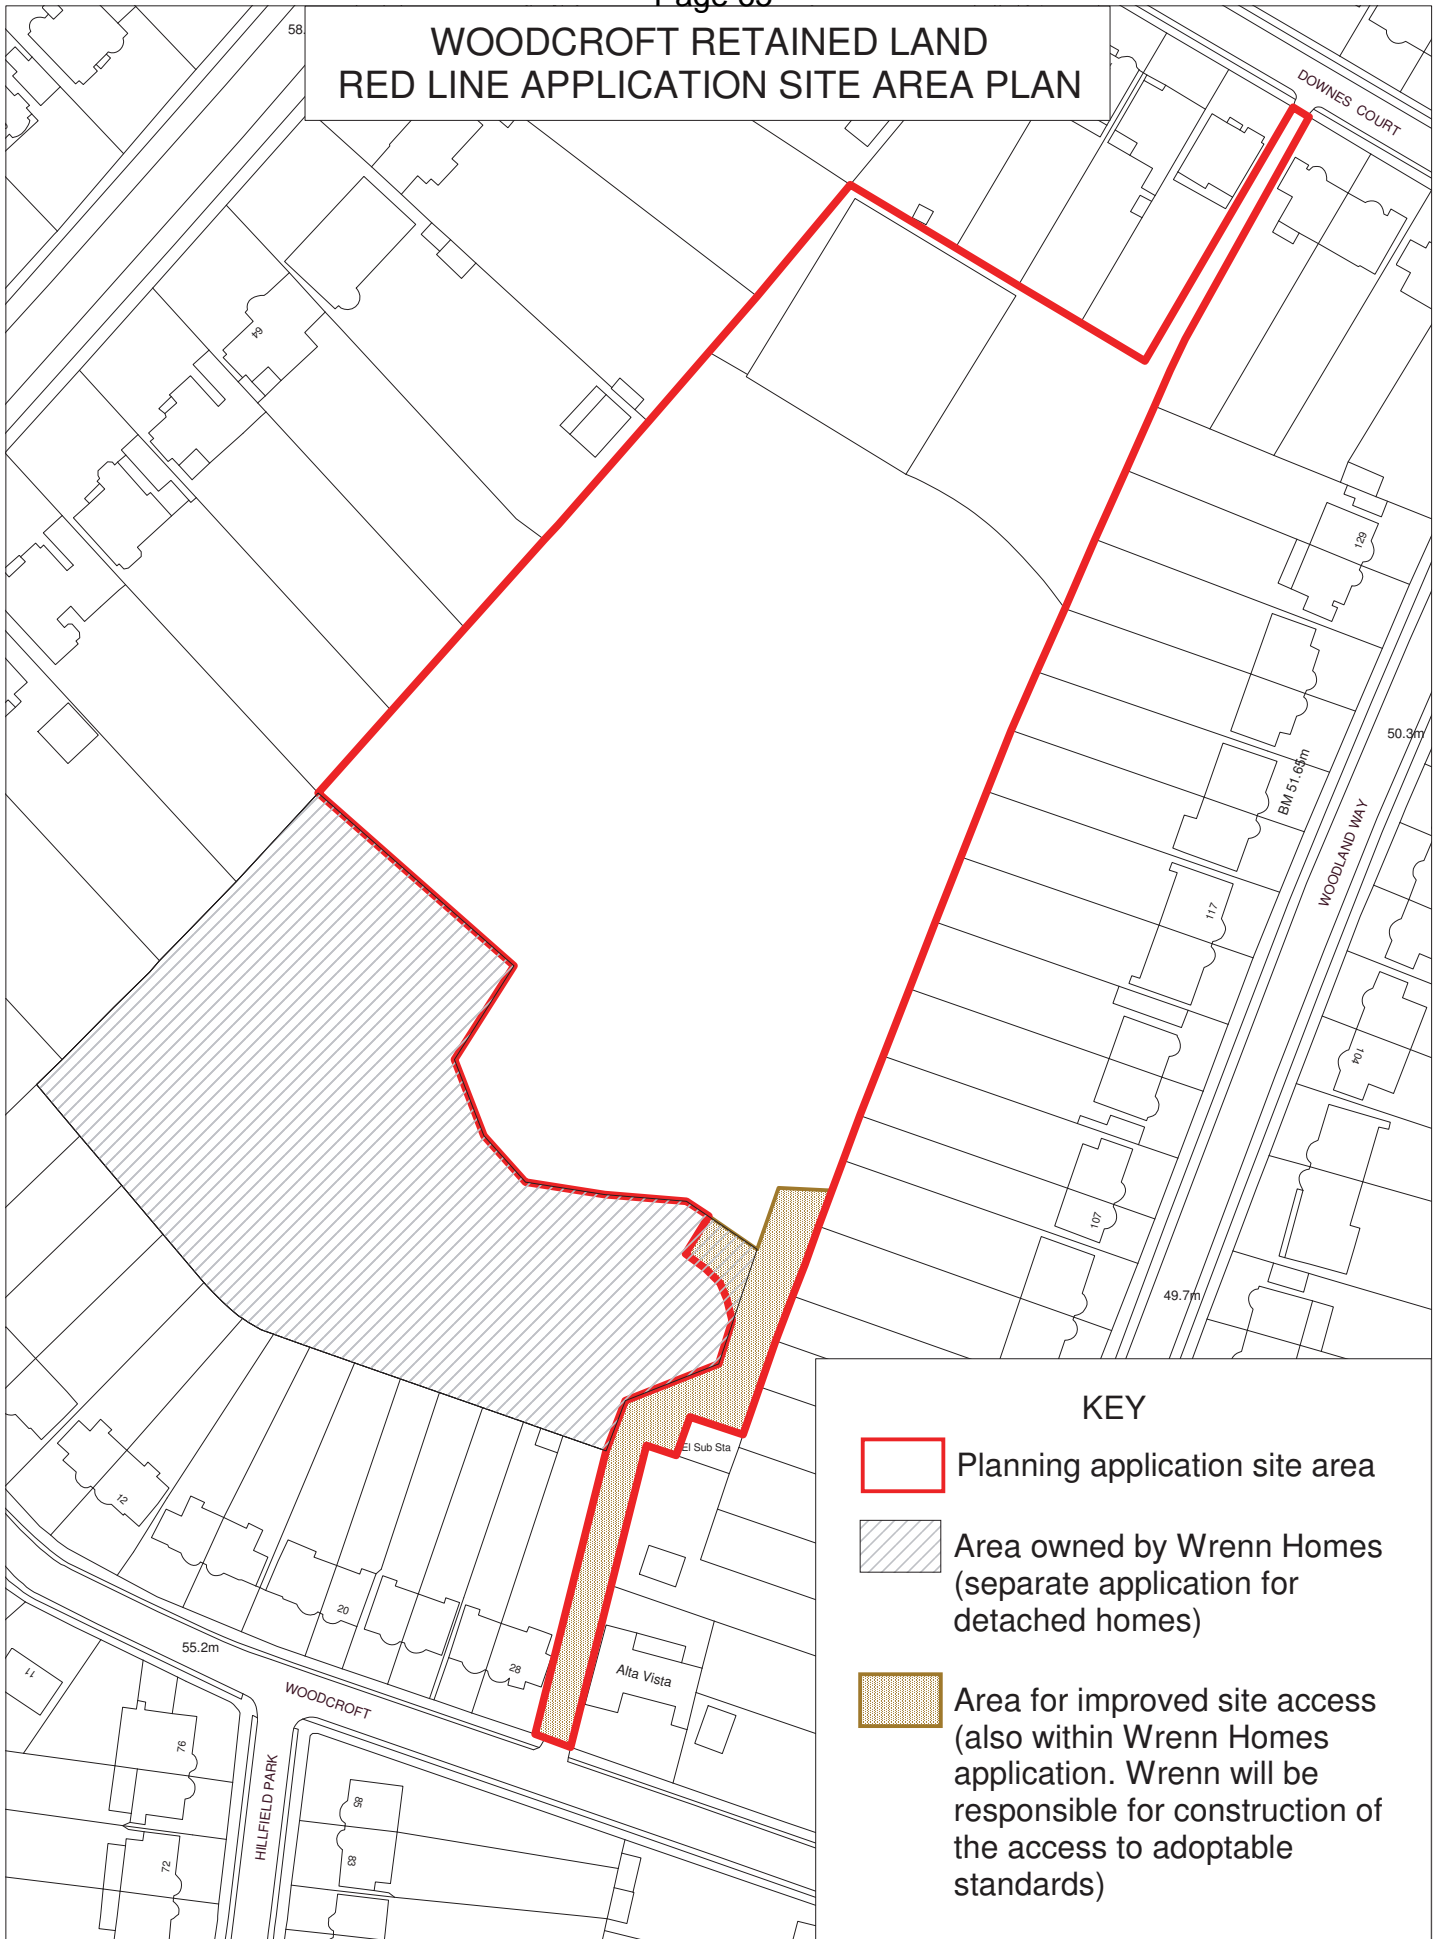 WOODCROFT RETAINED LAND
RED LINE APPLICATION SITE AREA PLAN
DOWNES COURT
58.
64
129
50.3m
BM 51.65m
WOODLAND WAY
117
104
107
49.7m
El Sub Sta
12
20
28
Alta Vista
55.2m
WOODCROFT
11
76
72
HILLFIELD PARK
85
83
KEY
Planning application site area
Area owned by Wrenn Homes
(separate application for
detached homes)
Area for improved site access
(also within Wrenn Homes
application. Wrenn will be
responsible for construction of
the access to adoptable
standards)